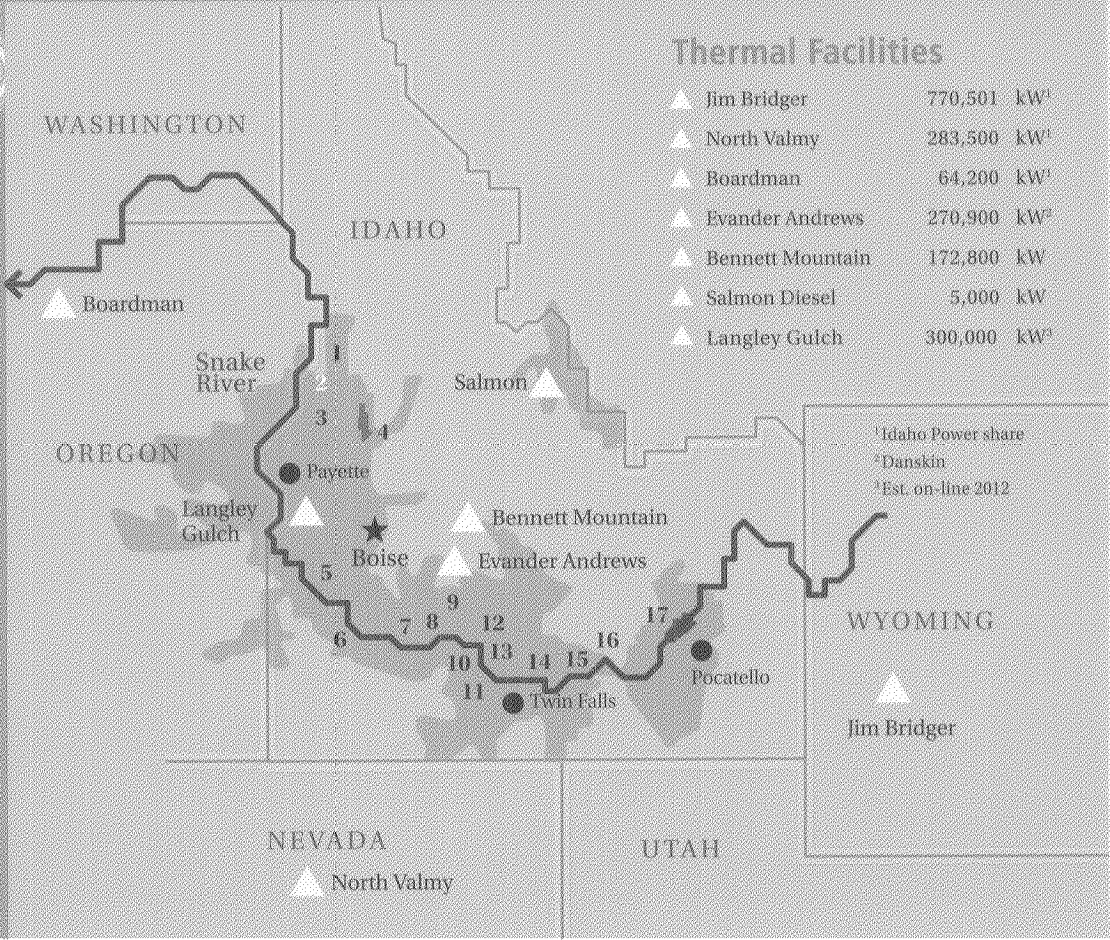 Thermal Facilities
Jim Bridger 770,501 kW¹
North Valmy 283,500 kW¹
Boardman 64,200 kW¹
Evander Andrews 270,900 kW²
Bennett Mountain 172,800 kW
Salmon Diesel 5,000 kW
Langley Gulch 300,000 kW³
¹Idaho Power share
²Danskin
³Est. on-line 2012
WASHINGTON
IDAHO
Boardman
Snake
River
1
2
3
4
Salmon
OREGON
Payette
Langley
Gulch
Boise
Bennett Mountain
Evander Andrews
5
6
7
8
9
10
11
12
13
14
15
16
17
Twin Falls
Pocatello
WYOMING
Jim Bridger
NEVADA
North Valmy
UTAH